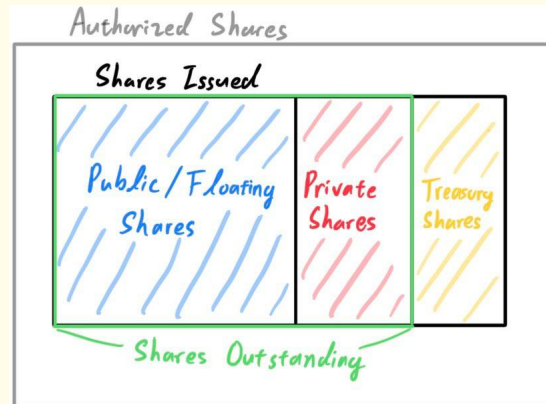 Authorized Shares
Shares Issued
Public/Floating
Shares
Private
Shares
Treasury
Shares
Shares Outstanding